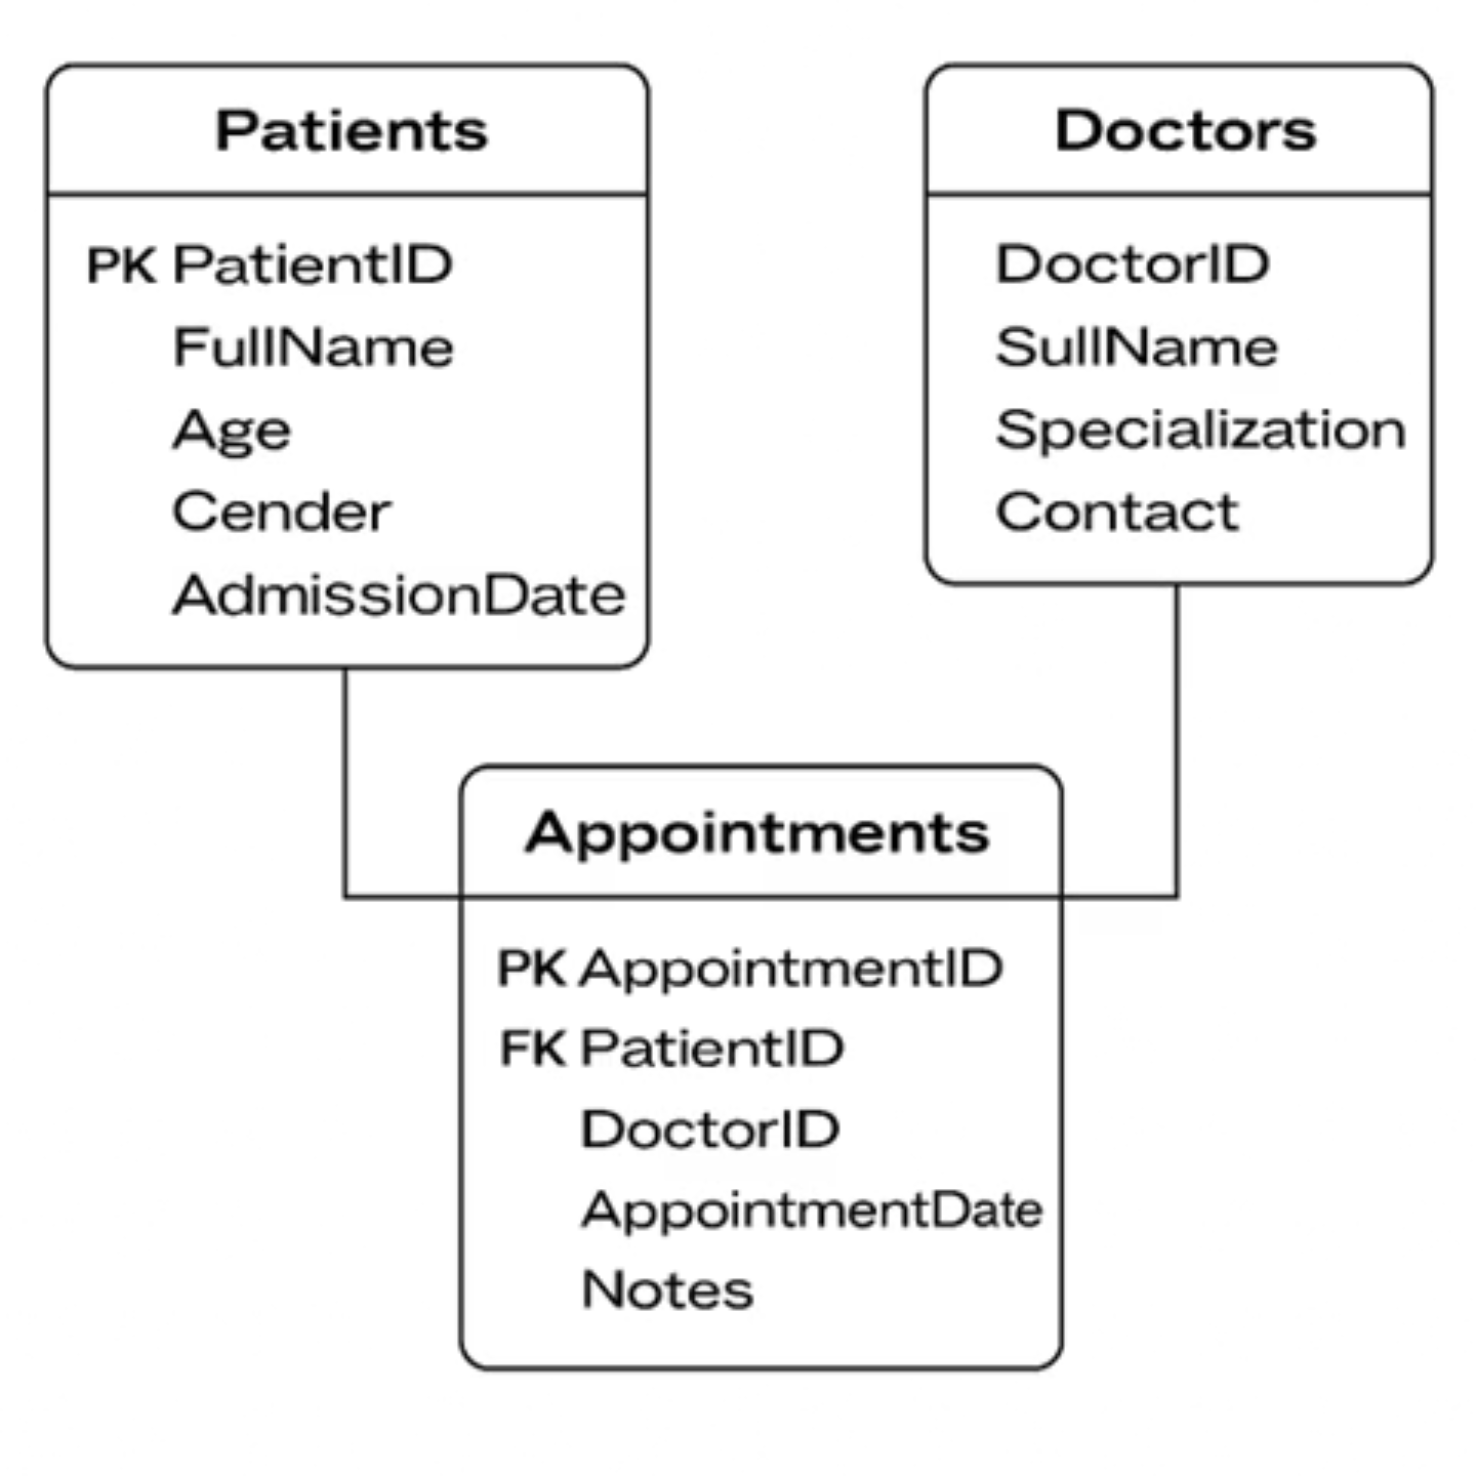 Patients
PK PatientID
FullName
Age
Cender
AdmissionDate
Doctors
DoctorID
SullName
Specialization
Contact
Appointments
PK AppointmentID
FK PatientID
DoctorID
AppointmentDate
Notes